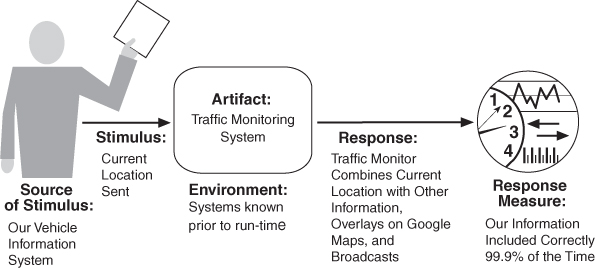 Source
of Stimulus:
Our Vehicle
Information
System
Stimulus:
Current
Location
Sent
Artifact:
Traffic Monitoring
System
Environment:
Systems known
prior to run-time
Response:
Traffic Monitor
Combines Current
Location with Other
Information,
Overlays on Google
Maps, and
Broadcasts
1
2
3
4
Response
Measure:
Our Information
Included Correctly
99.9% of the Time